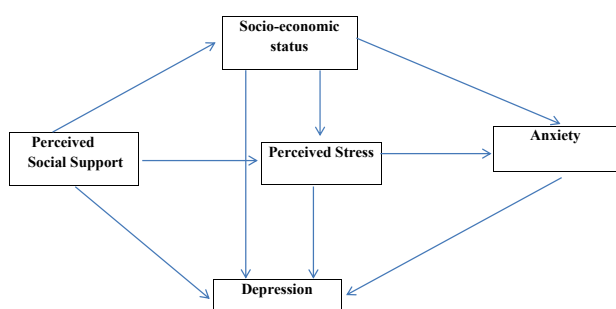 Socio-economic
status
Perceived
Social Support
Perceived Stress
Anxiety
Depression